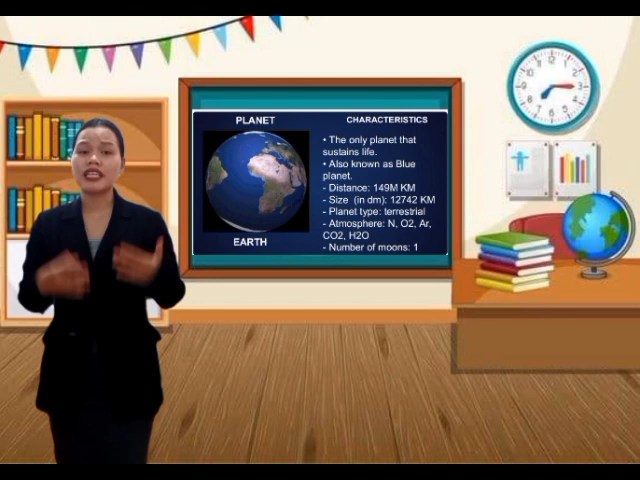 PLANET
EARTH
CHARACTERISTICS
• The only planet that
sustains life.
• Also known as Blue
planet.
- Distance: 149M KM
- Size (in dm): 12742 KM
- Planet type: terrestrial
- Atmosphere: N, O2, Ar,
CO2, H2O
- Number of moons: 1